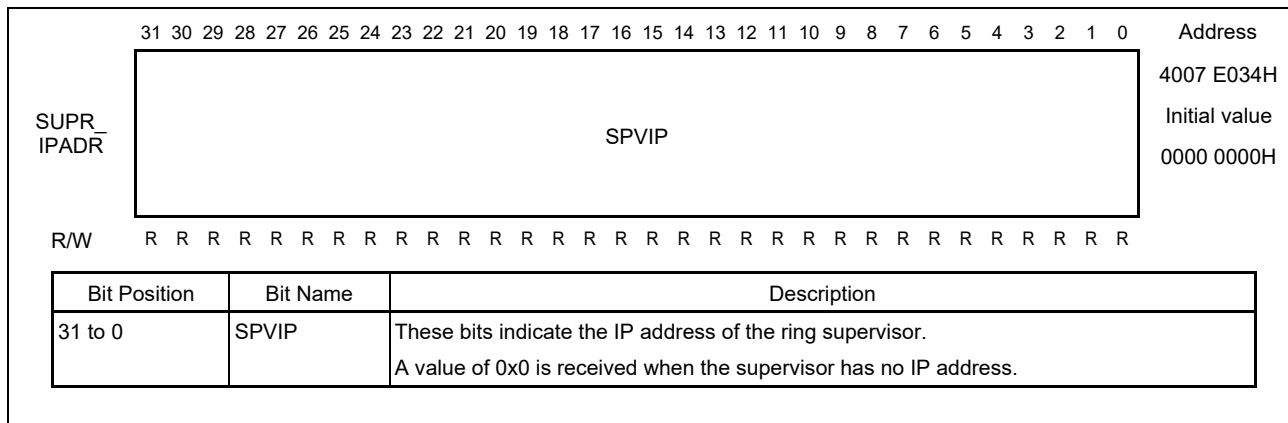 31 30 29 28 27 26 25 24 23 22 21 20 19 18 17 16 15 14 13 12 11 10 9 8 7 6 5 4 3 2 1 0 Address
4007 E034H
SUPR_
IPADR
SPVIP
Initial value
0000 0000H
R/W R R R R R R R R R R R R R R R R R R R R R R R R R R R R R R R R
Bit Position Bit Name Description
31 to 0 SPVIP These bits indicate the IP address of the ring supervisor.
A value of 0x0 is received when the supervisor has no IP address.